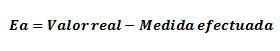 Ea = Valor real − Medida efectuada